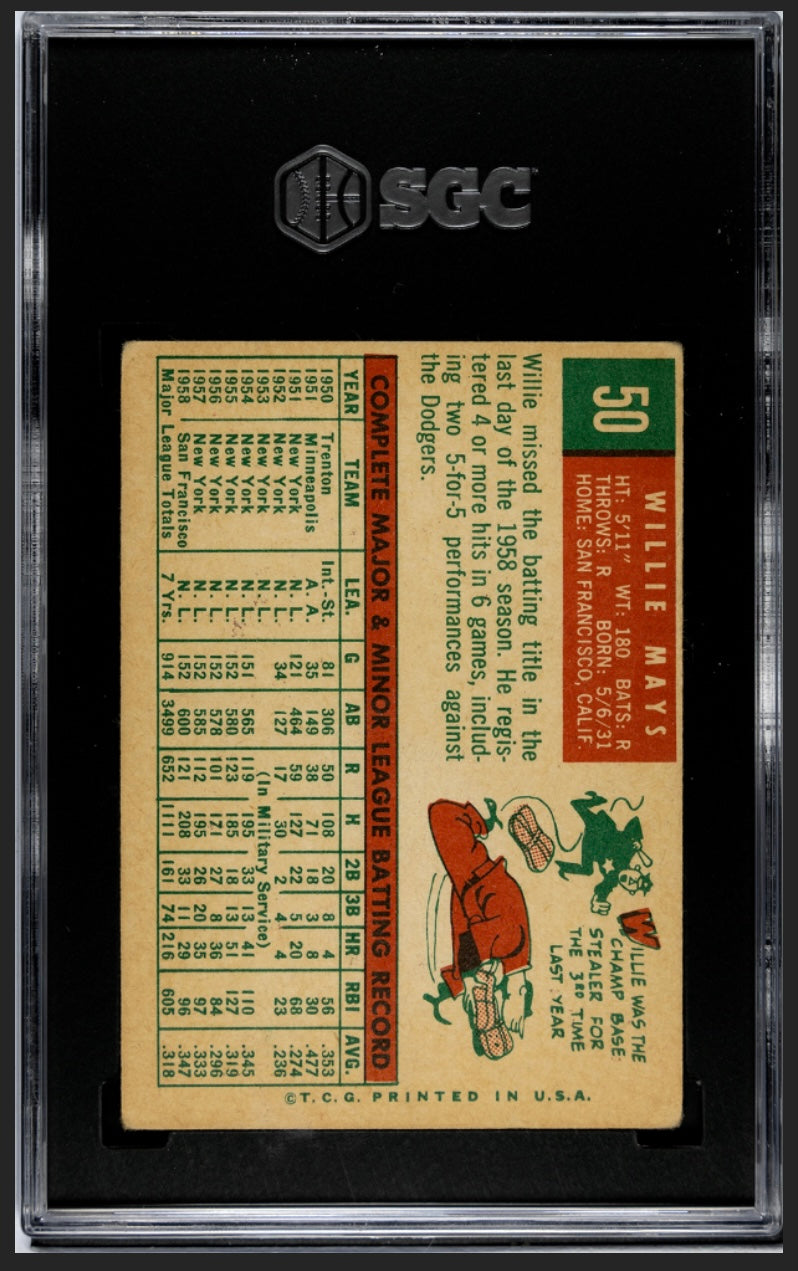 SGC
50
WILLIE MAYS
HT: 5'11" WT: 180 BATS: R
THROWS: R BORN: 5/6/31
HOME: SAN FRANCISCO, CALIF.
Willie missed the batting title in the
last day of the 1958 season. He regis-
tered 4 or more hits in 6 games, includ-
ing two 5-for-5 performances against
the Dodgers.
WILLIE WAS THE
CHAMP BASE-
STEALER FOR
THE 3RD TIME
LAST YEAR
COMPLETE MAJOR & MINOR LEAGUE BATTING RECORD
YEAR TEAM LEA. G AB R H 2B 3B HR RBI AVG.
1950 Trenton Int.-St. 81 306 50 108 20 8 4 56 .353
1951 Minneapolis A. A. 35 149 38 71 18 3 8 30 .477
1951 New York N. L. 121 464 59 127 22 5 20 68 .274
1952 New York N. L. 34 127 17 30 2 4 4 23 .236
1953 New York N. L. (In Military Service)
1954 New York N. L. 151 565 119 195 33 13 41 110 .345
1955 New York N. L. 152 580 123 185 18 13 51 127 .319
1956 New York N. L. 152 578 101 171 27 8 36 84 .296
1957 New York N. L. 152 585 112 195 26 20 35 97 .333
1958 San Francisco N. L. 152 600 121 208 33 11 29 96 .347
Major League Totals 7 Yrs. 914 3499 652 1111 161 74 216 605 .318
©T. C. G. PRINTED IN U.S.A.